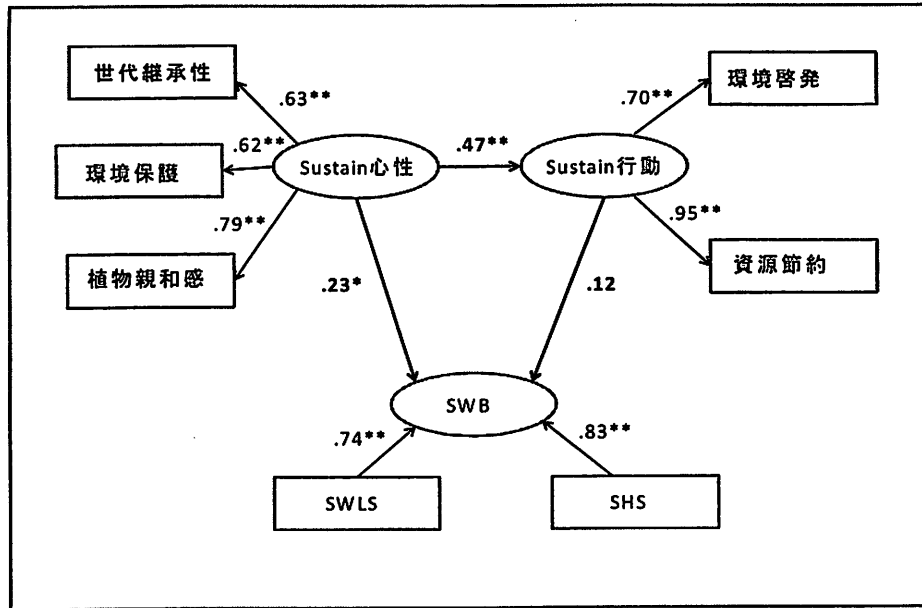 世代継承性
環境啓発
.63**
.70**
.62**
.47**
環境保護
Sustain心性
Sustain行動
.79**
.95**
植物親和感
資源節約
.23*
.12
SWB
.74**
.83**
SWLS
SHS